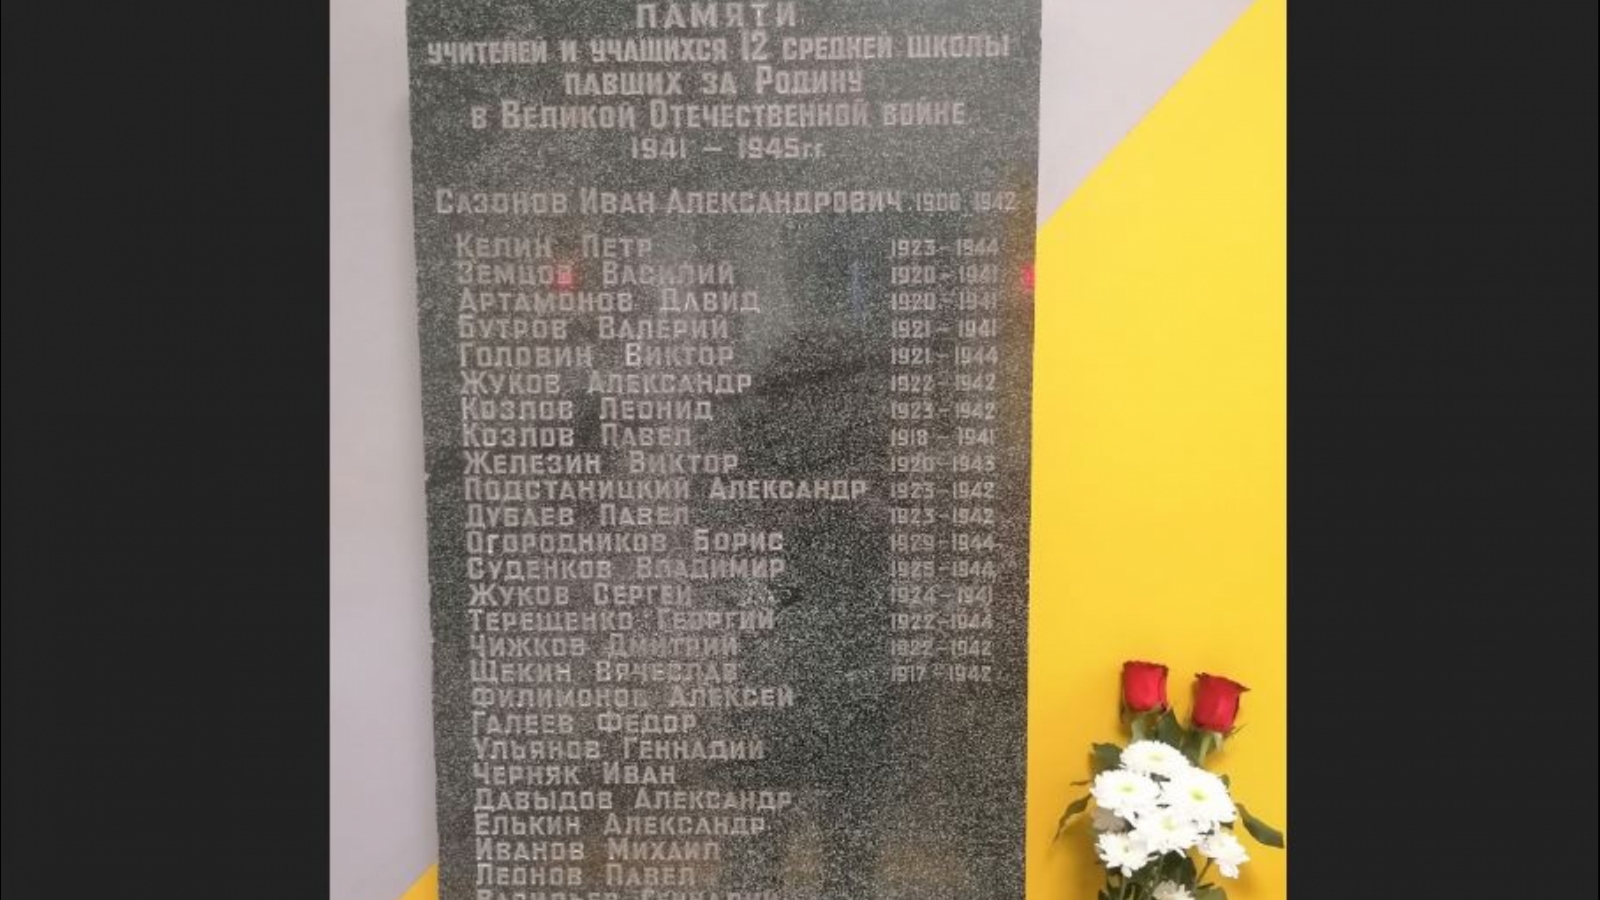 ПАМЯТИ
УЧИТЕЛЕЙ И УЧАЩИХСЯ 12 СРЕДНЕЙ ШКОЛЫ
ПАВШИХ ЗА РОДИНУ
В ВЕЛИКОЙ ОТЕЧЕСТВЕННОЙ ВОЙНЕ
1941 – 1945г.г.
САЗОНОВ ИВАН АЛЕКСАНДРОВИЧ 1900 1942
КЕЛИН ПЕТР 1923-1944
ЗЕМЦОВ ВАСИЛИЙ 1920-1941
АРТАМОНОВ ДАВИД 1920-1941
БУТРОВ ВАЛЕРИЙ 1921-1941
ГОЛОВИН ВИКТОР 1921-1944
ЖУКОВ АЛЕКСАНДР 1922-1942
КОЗЛОВ ЛЕОНИД 1923-1942
КОЗЛОВ ПАВЕЛ 1918-1941
ЖЕЛЕЗИН ВИКТОР 1920-1943
ПОДСТАНИЦКИЙ АЛЕКСАНДР 1923-1942
ДУБАЕВ ПАВЕЛ 1923-1942
ОГОРОДНИКОВ БОРИС 1929-1944
СУДЕНКОВ ВЛАДИМИР 1925-1944
ЖУКОВ СЕРГЕЙ 1924-1941
ТЕРЕЩЕНКО ГЕОРГИЙ 1922-1944
ЧИЖКОВ ДМИТРИЙ 1922-1942
ЩЕКИН ВЯЧЕСЛАВ 1917-1942
ФИЛИМОНОВ АЛЕКСЕЙ
ГАЛЕЕВ ФЕДОР
УЛЬЯНОВ ГЕННАДИЙ
ЧЕРНЯК ИВАН
ДАВЫДОВ АЛЕКСАНДР
ЕЛЬКИН АЛЕКСАНДР
ИВАНОВ МИХАИЛ
ЛЕОНОВ ПАВЕЛ